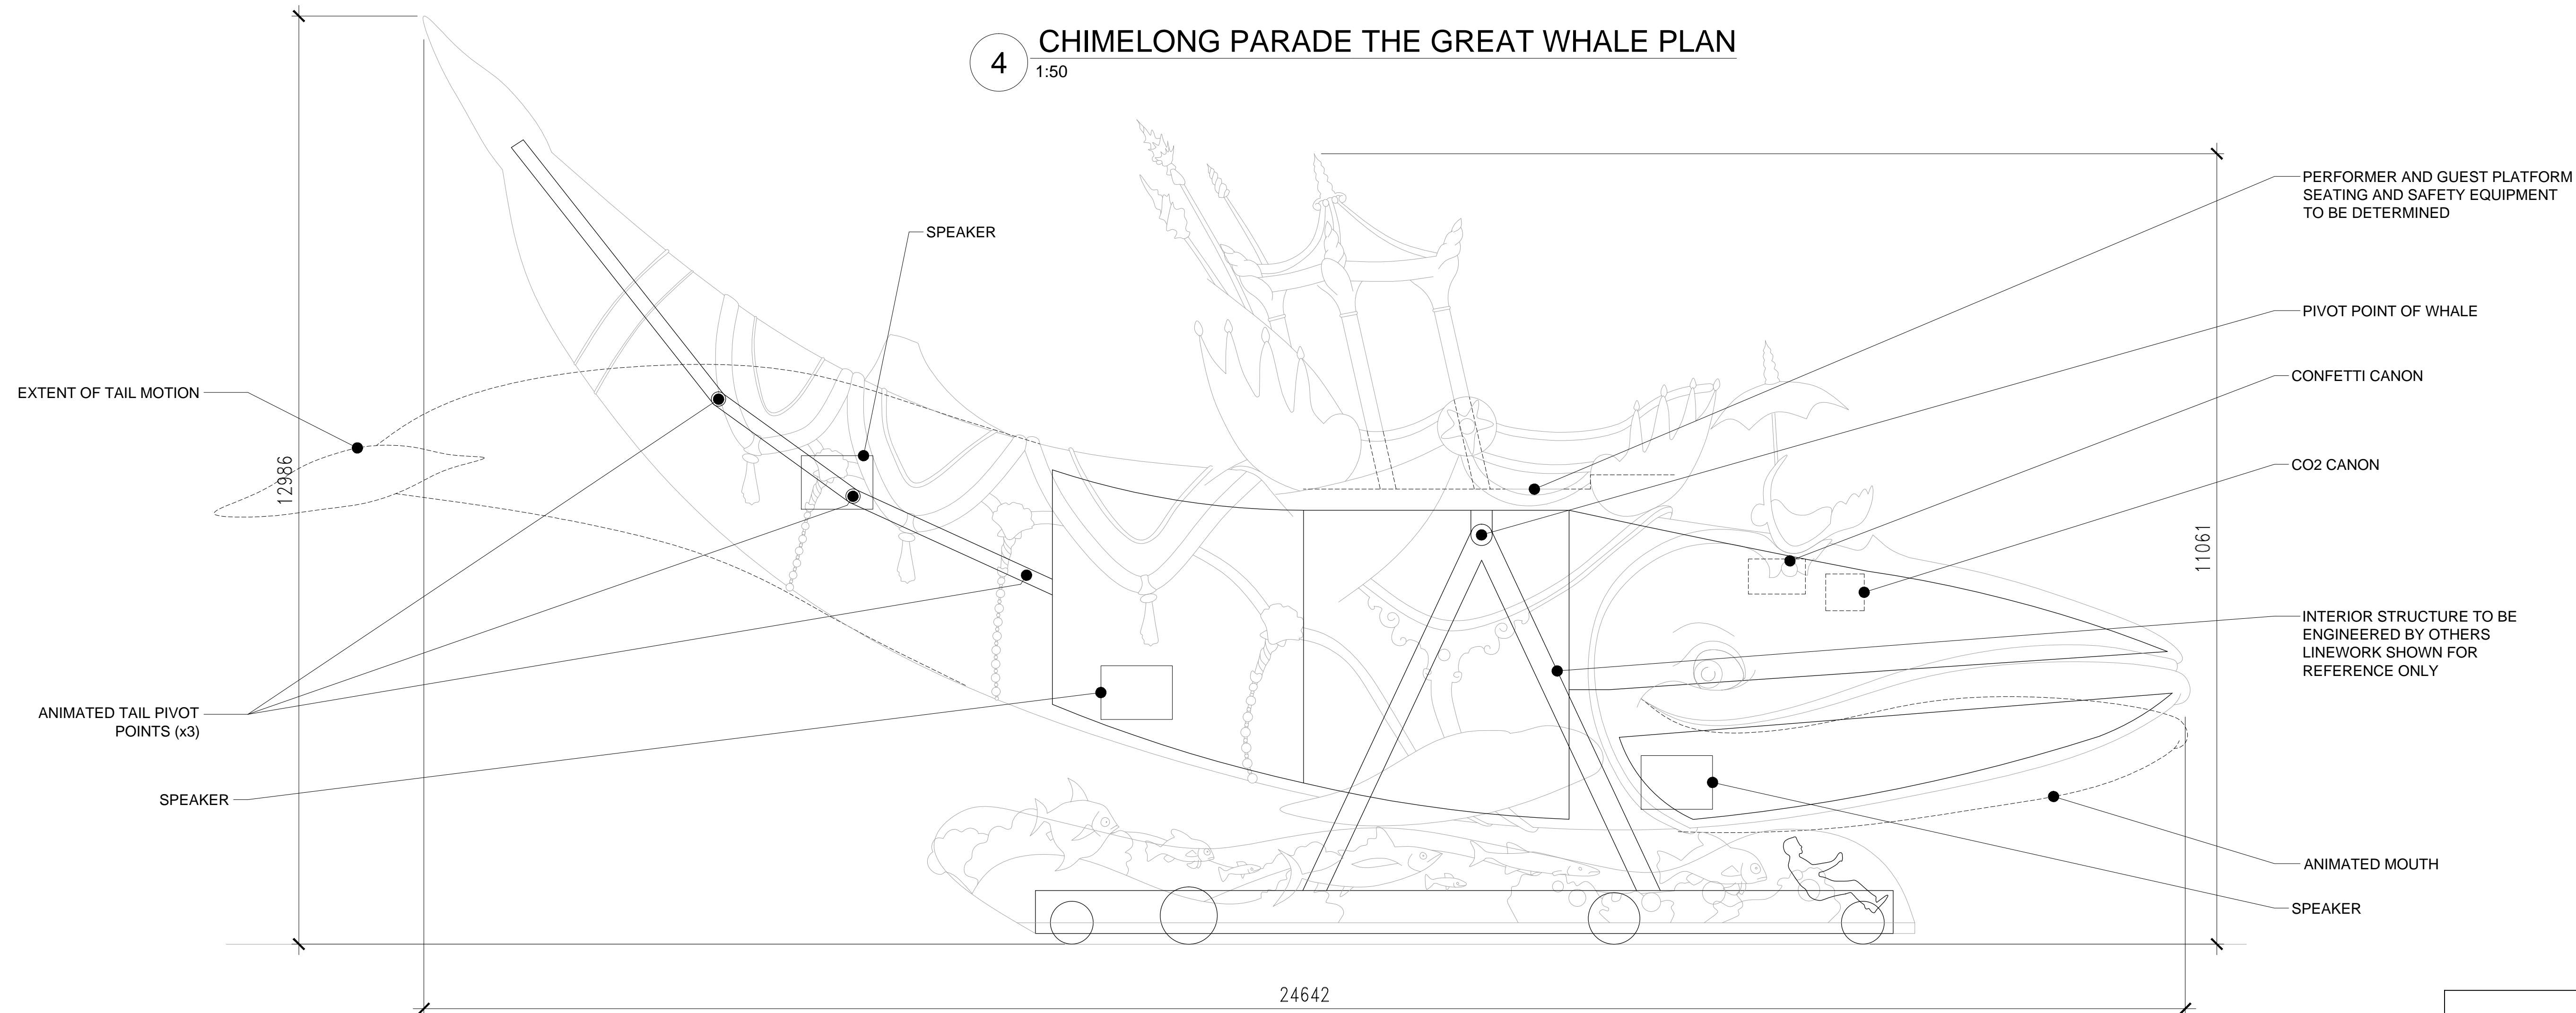 4
CHIMELONG PARADE THE GREAT WHALE PLAN
1:50
SPEAKER
EXTENT OF TAIL MOTION
12986
ANIMATED TAIL PIVOT
POINTS (x3)
SPEAKER
PERFORMER AND GUEST PLATFORM
SEATING AND SAFETY EQUIPMENT
TO BE DETERMINED
PIVOT POINT OF WHALE
CONFETTI CANON
CO2 CANON
11061
INTERIOR STRUCTURE TO BE
ENGINEERED BY OTHERS
LINEWORK SHOWN FOR
REFERENCE ONLY
ANIMATED MOUTH
SPEAKER
24642